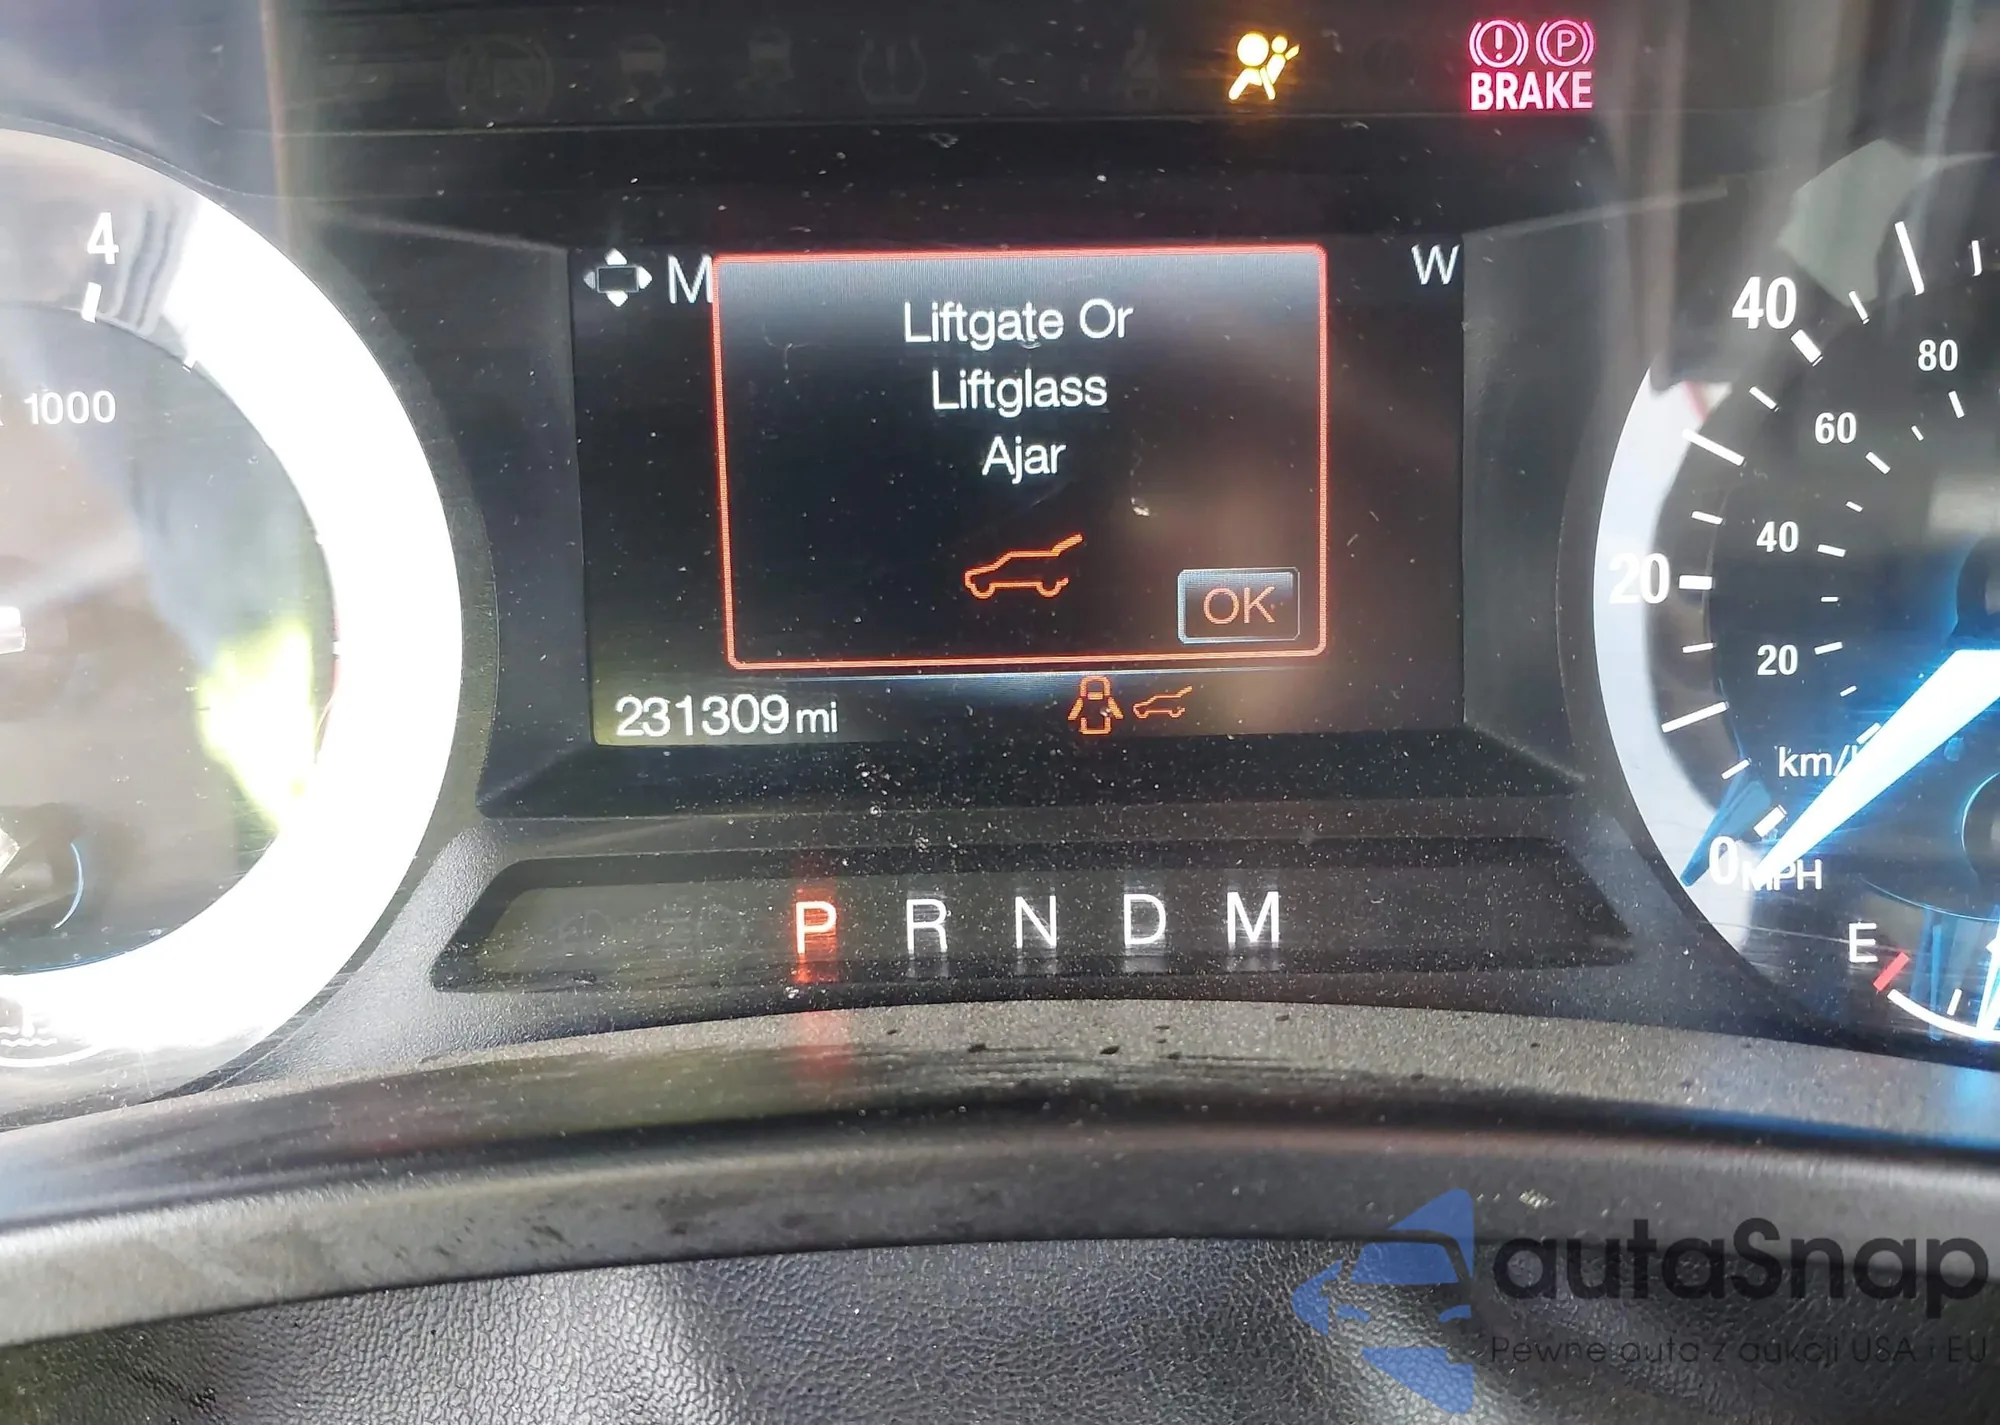 BRAKE
4
x 1000
M
W
Liftgate Or
Liftglass
Ajar
OK
231309 mi
P R N D M
40
80
60
20
40
20
km/
0
MPH
E
autaSnap
Pewne auta z aukcji USA i EU